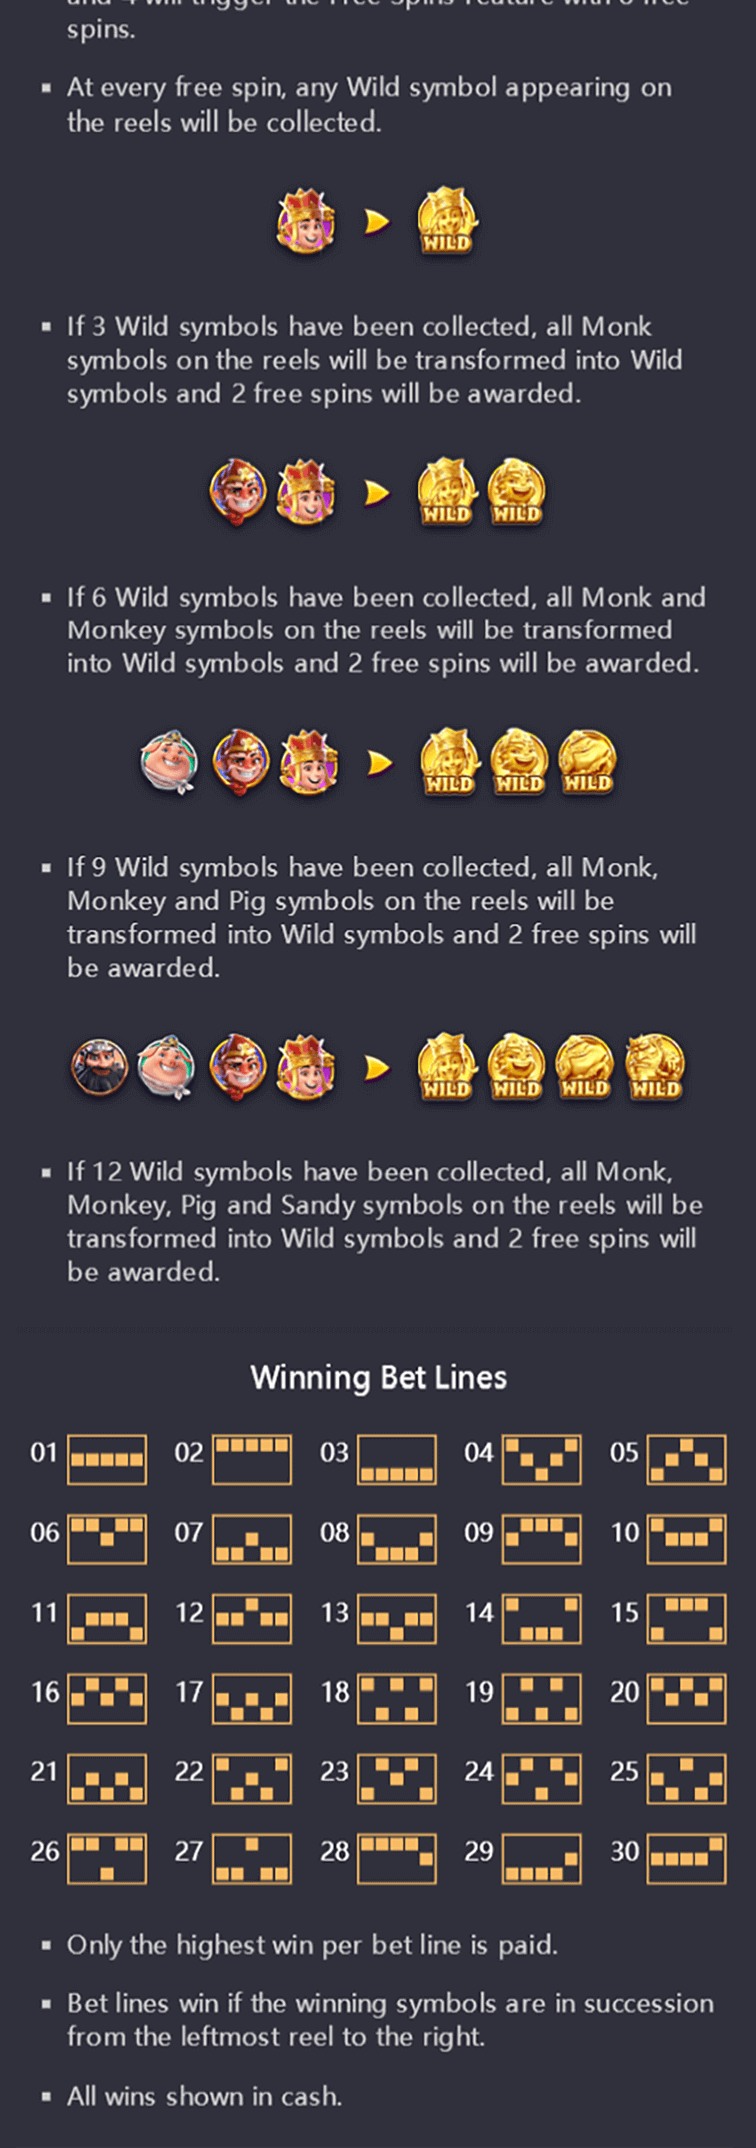 spins.
At every free spin, any Wild symbol appearing on
the reels will be collected.
WILD
If 3 Wild symbols have been collected, all Monk
symbols on the reels will be transformed into Wild
symbols and 2 free spins will be awarded.
WILD WILD
If 6 Wild symbols have been collected, all Monk and
Monkey symbols on the reels will be transformed
into Wild symbols and 2 free spins will be awarded.
WILD WILD WILD
If 9 Wild symbols have been collected, all Monk,
Monkey and Pig symbols on the reels will be
transformed into Wild symbols and 2 free spins will
be awarded.
WILD WILD WILD WILD
If 12 Wild symbols have been collected, all Monk,
Monkey, Pig and Sandy symbols on the reels will be
transformed into Wild symbols and 2 free spins will
be awarded.
Winning Bet Lines
01 02 03 04 05
06 07 08 09 10
11 12 13 14 15
16 17 18 19 20
21 22 23 24 25
26 27 28 29 30
Only the highest win per bet line is paid.
Bet lines win if the winning symbols are in succession
from the leftmost reel to the right.
All wins shown in cash.